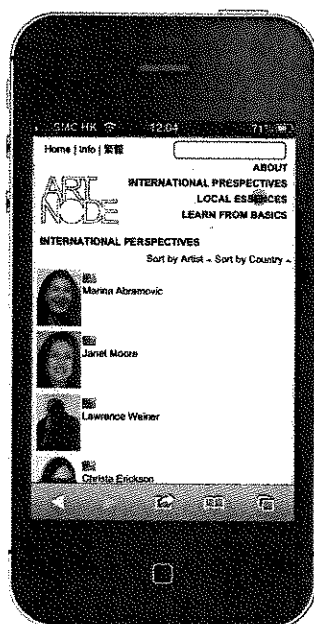 SMC HK 12:04 71%
Home | Info | 繁體
ABOUT
INTERNATIONAL PRESPECTIVES
LOCAL ESSENCES
LEARN FROM BASICS
ART
NODE
INTERNATIONAL PERSPECTIVES
Sort by Artist Sort by Country
Marina Abramovic
Janet Moore
Lawrence Weiner
Christa Erickson